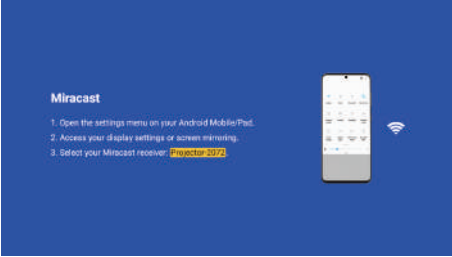 Miracast
1. Open the settings menu on your Android Mobile/Pad.
2. Access your display settings or screen mirroring.
3. Select your Miracast receiver: Projector-2072.